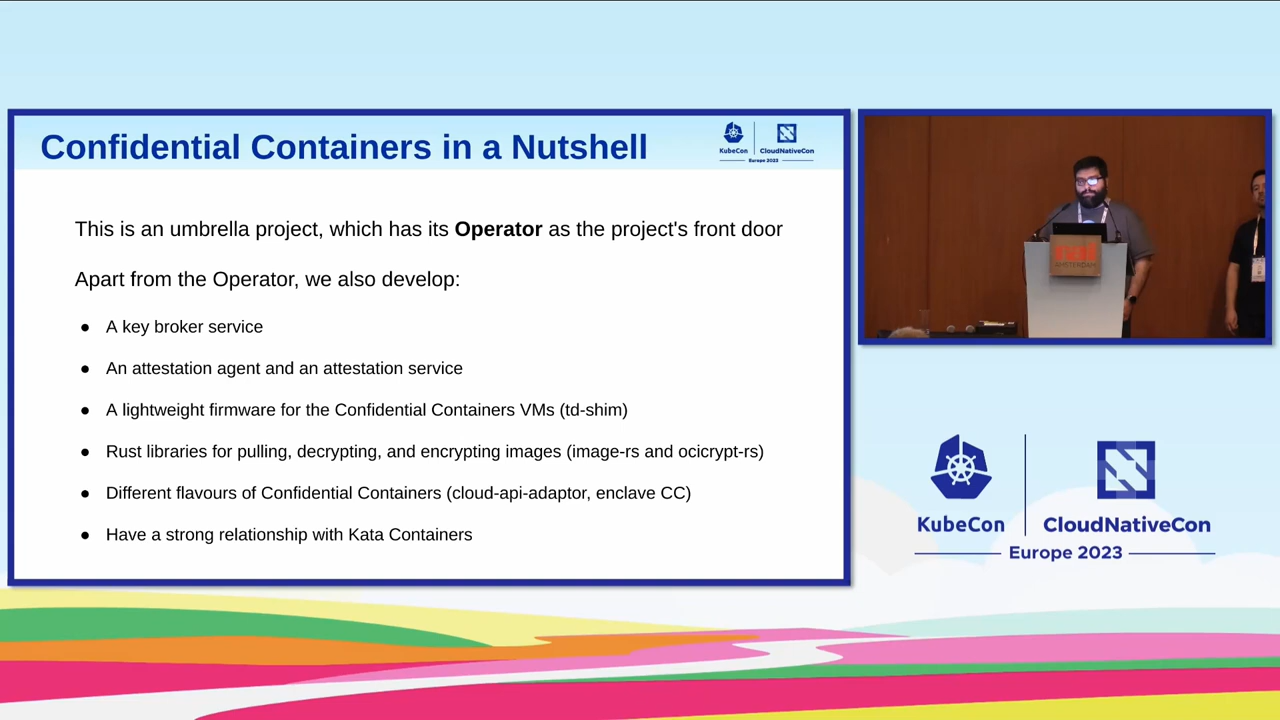 Confidential Containers in a Nutshell
KubeCon
CloudNativeCon
Europe 2023
This is an umbrella project, which has its Operator as the project's front door
Apart from the Operator, we also develop:
● A key broker service
● An attestation agent and an attestation service
● A lightweight firmware for the Confidential Containers VMs (td-shim)
● Rust libraries for pulling, decrypting, and encrypting images (image-rs and ocicrypt-rs)
● Different flavours of Confidential Containers (cloud-api-adaptor, enclave CC)
● Have a strong relationship with Kata Containers
AMSTERDAM
KubeCon
CloudNativeCon
Europe 2023